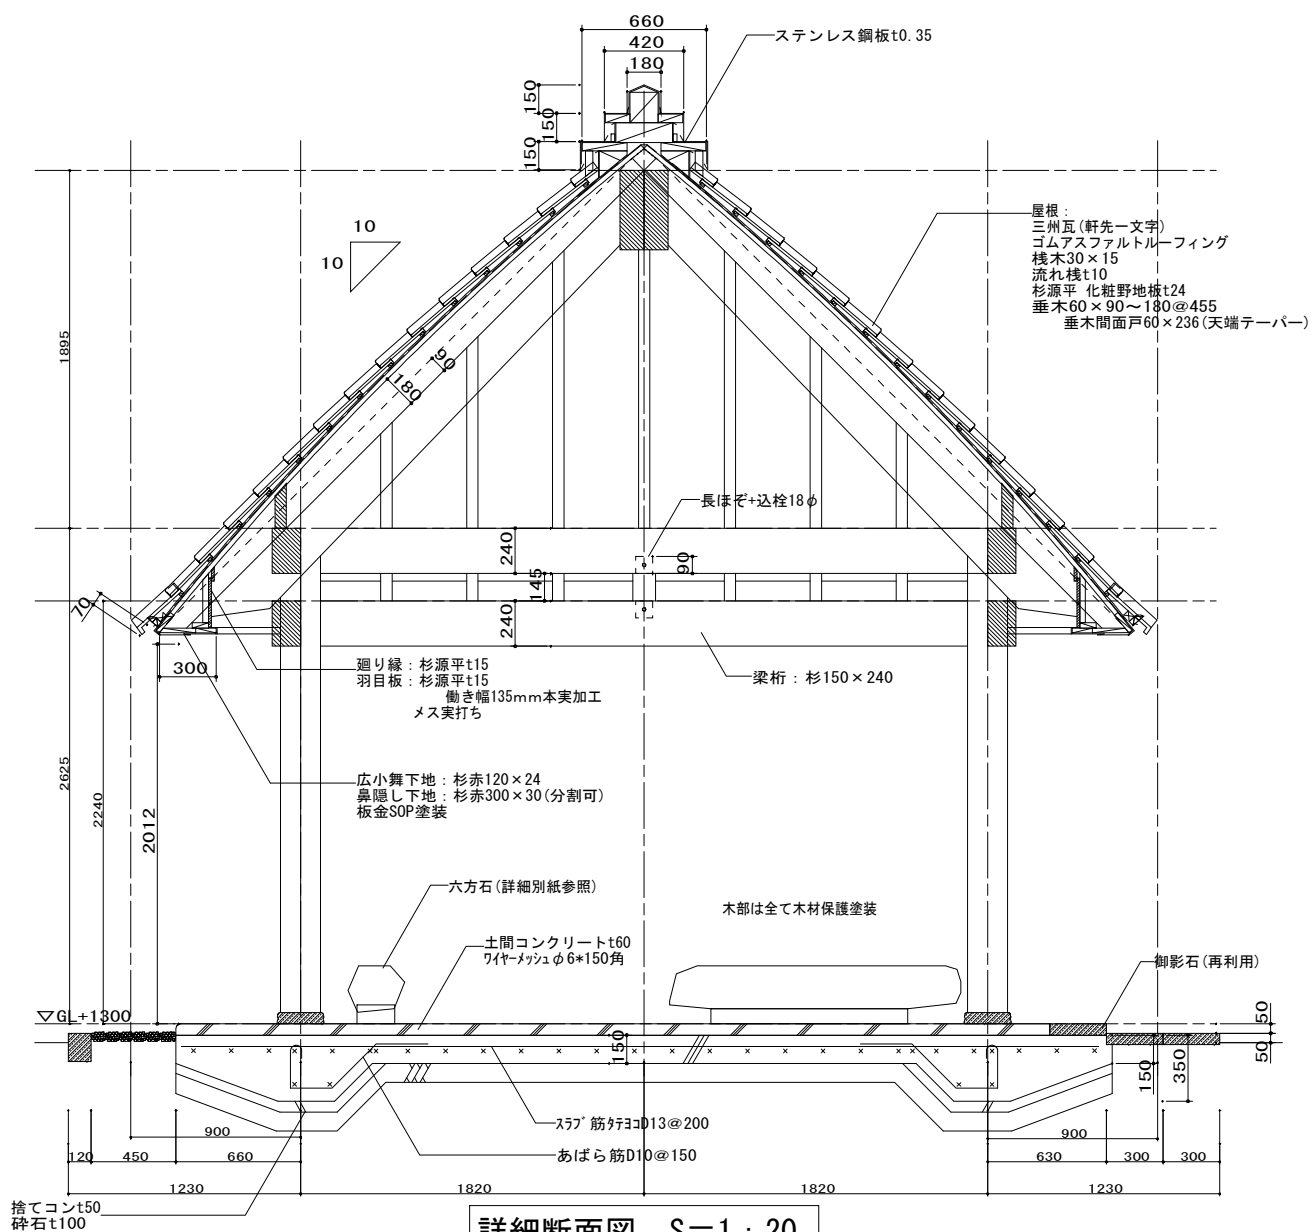 660
420
180
ステンレス鋼板t0.35
150
150
150
10
10
屋根：
三州瓦(軒先一文字)
ゴムアスファルトルーフィング
桟木30×15
流れ桟t10
杉源平 化粧野地板t24
垂木60×90～180@455
垂木間面戸60×236(天端テーパー)
1895
90
180
長ほぞ+込栓18φ
240
90
145
240
70
300
廻り縁：杉源平t15
羽目板：杉源平t15
働き幅135mm本実加工
メス実打ち
梁桁：杉150×240
広小舞下地：杉赤120×24
鼻隠し下地：杉赤300×30(分割可)
板金SOP塗装
2625
2240
2012
六方石(詳細別紙参照)
木部は全て木材保護塗装
土間コンクリートt60
ワイヤーメッシュφ6*150角
御影石(再利用)
▽GL+1300
50
50
150
150
350
スラブ筋タテヨコD13@200
あばら筋D10@150
900
900
120
450
660
630
300
300
1230
1820
1820
1230
捨てコンt50
砕石t100
詳細断面図 S=1：20